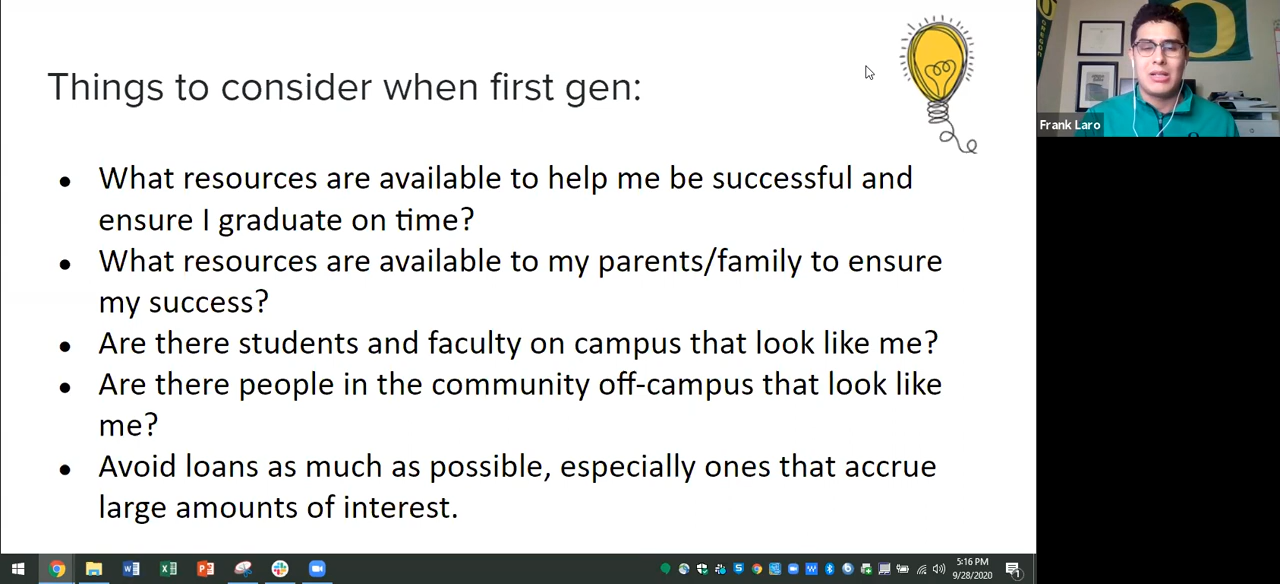 Things to consider when first gen:
● What resources are available to help me be successful and
ensure I graduate on time?
● What resources are available to my parents/family to ensure
my success?
● Are there students and faculty on campus that look like me?
● Are there people in the community off-campus that look like
me?
● Avoid loans as much as possible, especially ones that accrue
large amounts of interest.
OREGON
O
Frank Laro
5:16 PM
9/28/2020
1